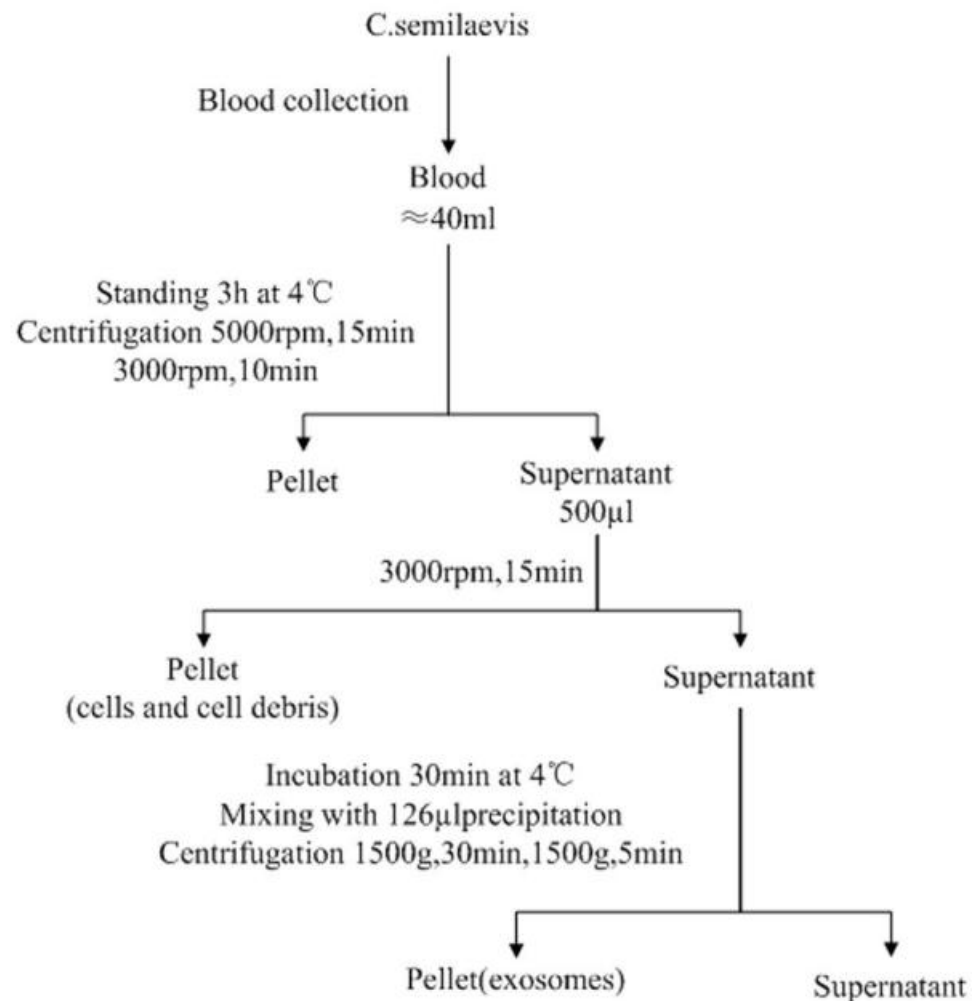 C.semilaevis
Blood collection
Blood
≈40ml
Standing 3h at 4℃
Centrifugation 5000rpm,15min
3000rpm,10min
Pellet
Supernatant
500μl
3000rpm,15min
Pellet
(cells and cell debris)
Supernatant
Incubation 30min at 4℃
Mixing with 126μlprecipitation
Centrifugation 1500g,30min,1500g,5min
Pellet(exosomes)
Supernatant